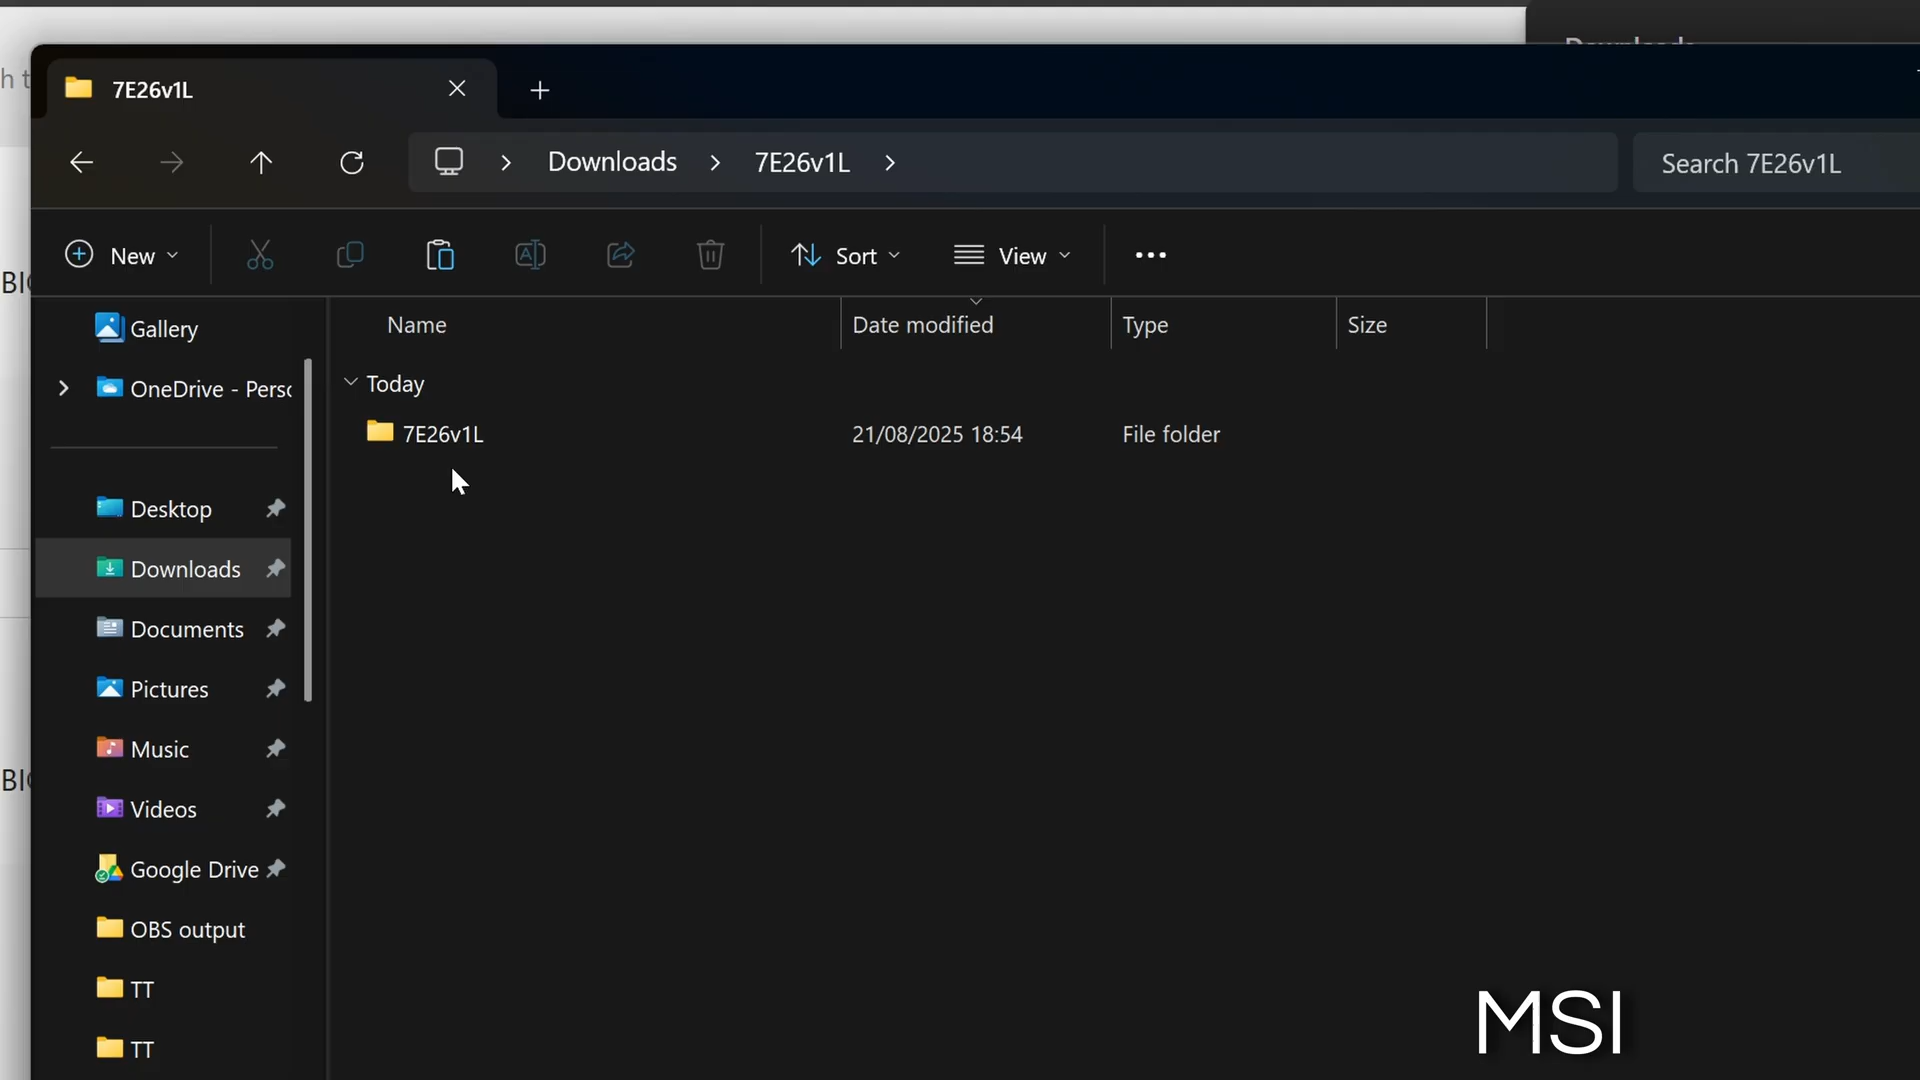 7E26v1L
Downloads
7E26v1L
Search 7E26v1L
New
Sort
View
Gallery
OneDrive - Perso
Desktop
Downloads
Documents
Pictures
Music
Videos
Google Drive
OBS output
TT
TT
Name
Date modified
Type
Size
Today
7E26v1L
21/08/2025 18:54
File folder
MSI